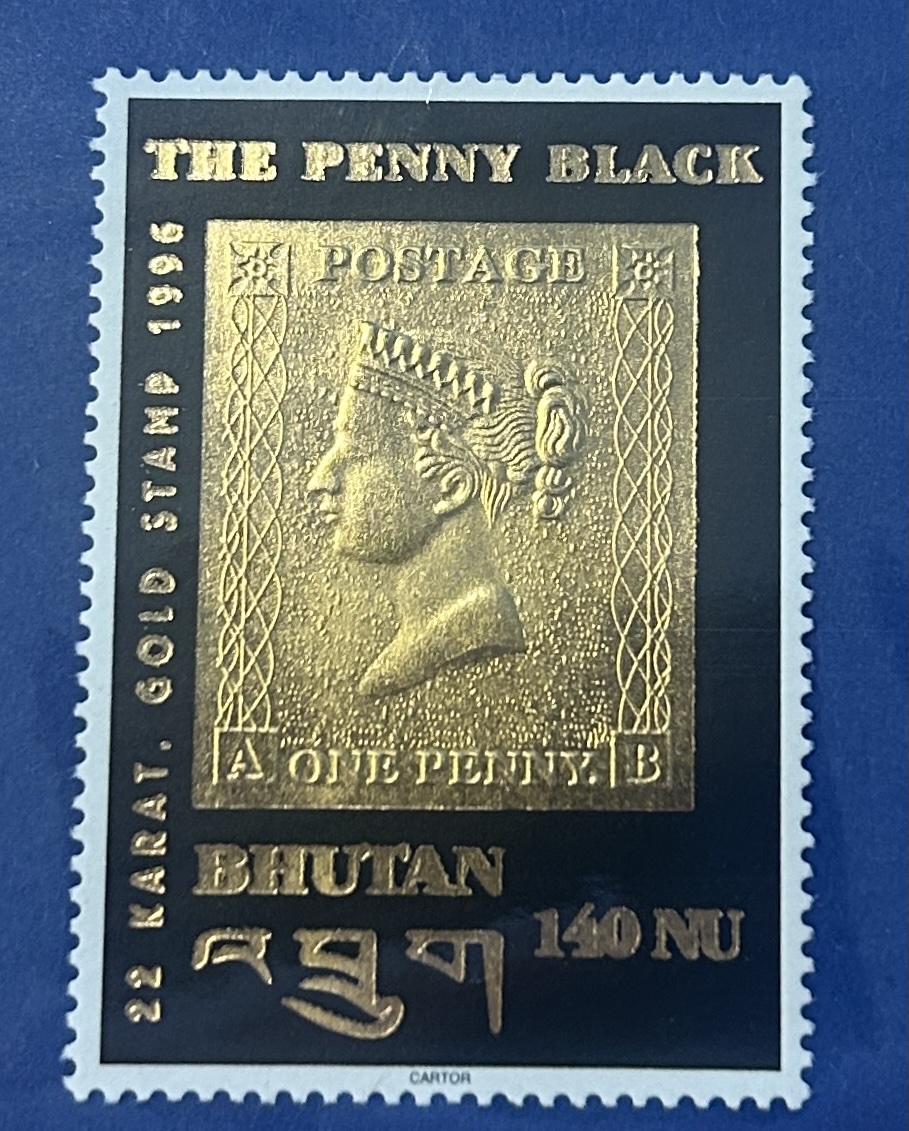 THE PENNY BLACK
22 KARAT. GOLD STAMP 1996
POSTAGE
A ONE PENNY. B
BHUTAN
འབྲུག
140 NU
CARTOR